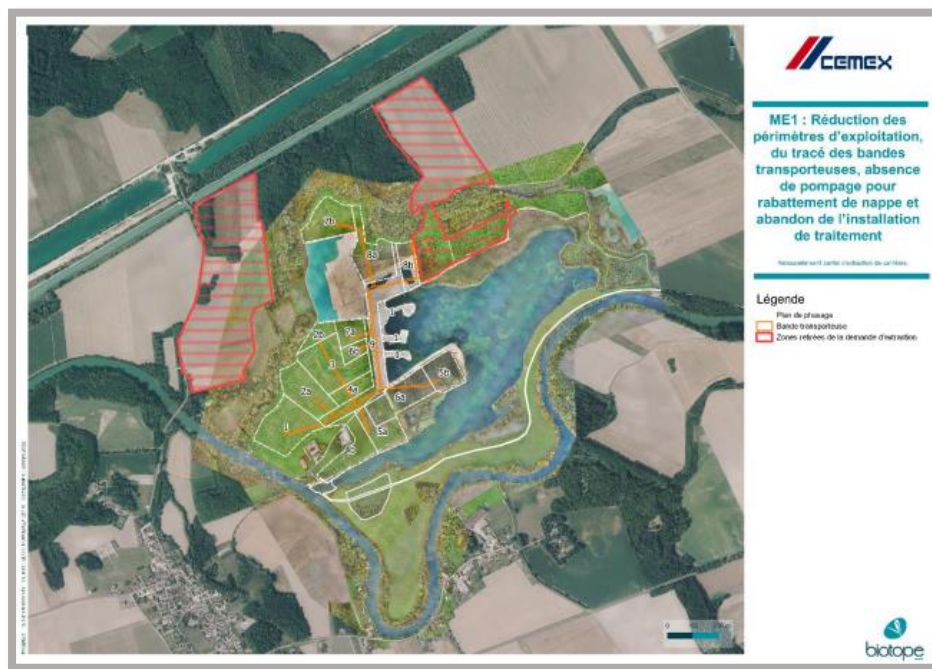 CEMEX
ME1 : Réduction des
périmètres d'exploitation,
du tracé des bandes
transporteuses, absence
de pompage pour
rabattement de nappe et
abandon de l'installation
de traitement
Légende
Plan de phasage
Bande transporteuse
Zones retirées de la demande d'extraction
7b
8a
8b
2b
7a
6c
3
2a
4a
1
5a
6a
5b
biotope